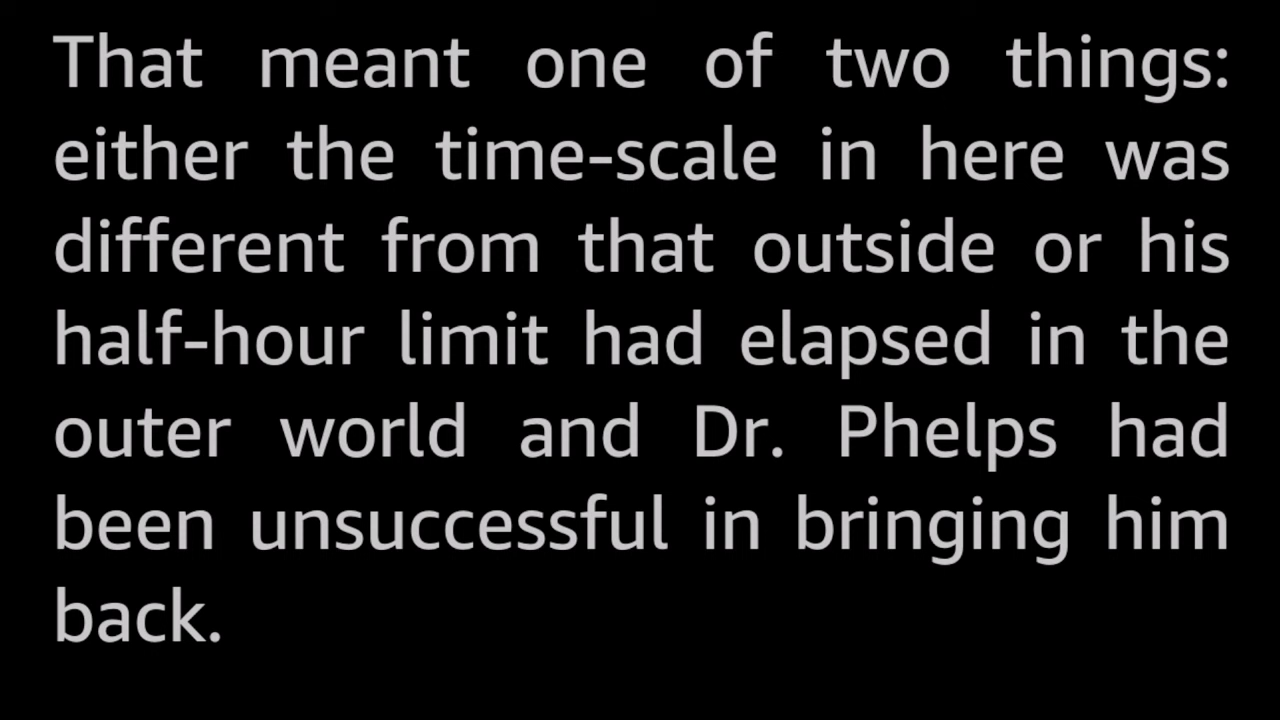 That meant one of two things:
either the time-scale in here was
different from that outside or his
half-hour limit had elapsed in the
outer world and Dr. Phelps had
been unsuccessful in bringing him
back.